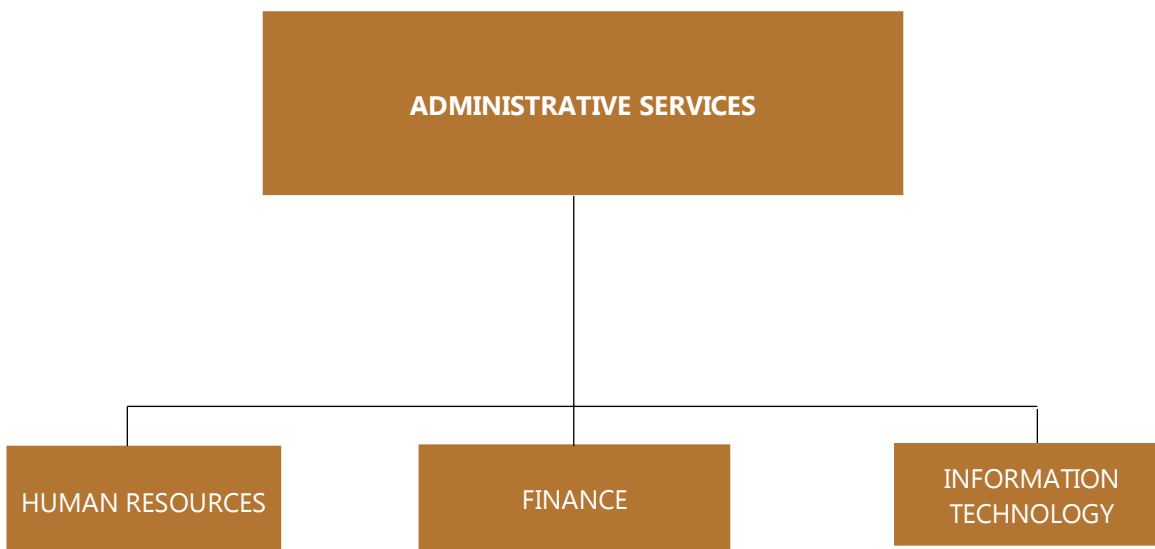 ADMINISTRATIVE SERVICES
HUMAN RESOURCES
FINANCE
INFORMATION
TECHNOLOGY